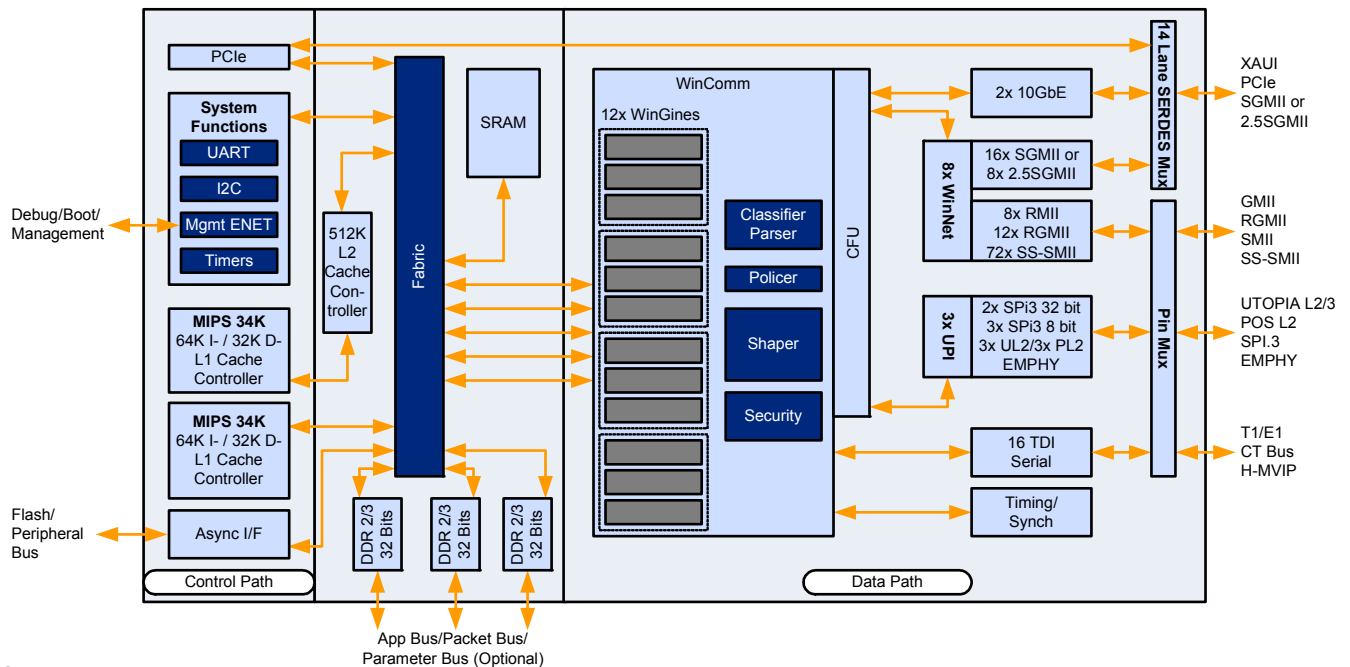 PCIe
System
Functions
UART
I2C
Mgmt ENET
Timers
Debug/Boot/
Management
MIPS 34K
64K I- / 32K D-
L1 Cache
Controller
MIPS 34K
64K I- / 32K D-
L1 Cache
Controller
Flash/
Peripheral
Bus
Async I/F
Control Path
512K
L2
Cache
Con-
troller
Fabric
SRAM
DDR 2/3
32 Bits
DDR 2/3
32 Bits
DDR 2/3
32 Bits
App Bus/Packet Bus/
Parameter Bus (Optional)
WinComm
12x WinGines
Classifier
Parser
Policer
Shaper
Security
CFU
2x 10GbE
8x WinNet
16x SGMII or
8x 2.5SGMII
8x RMII
12x RGMII
72x SS-SMII
3x UPI
2x SPi3 32 bit
3x SPi3 8 bit
3x UL2/3x PL2
EMPHY
16 TDI
Serial
Timing/
Synch
Data Path
14 Lane SERDES Mux
Pin Mux
XAUI
PCIe
SGMII or
2.5SGMII
GMII
RGMII
SMII
SS-SMII
UTOPIA L2/3
POS L2
SPI.3
EMPHY
T1/E1
CT Bus
H-MVIP